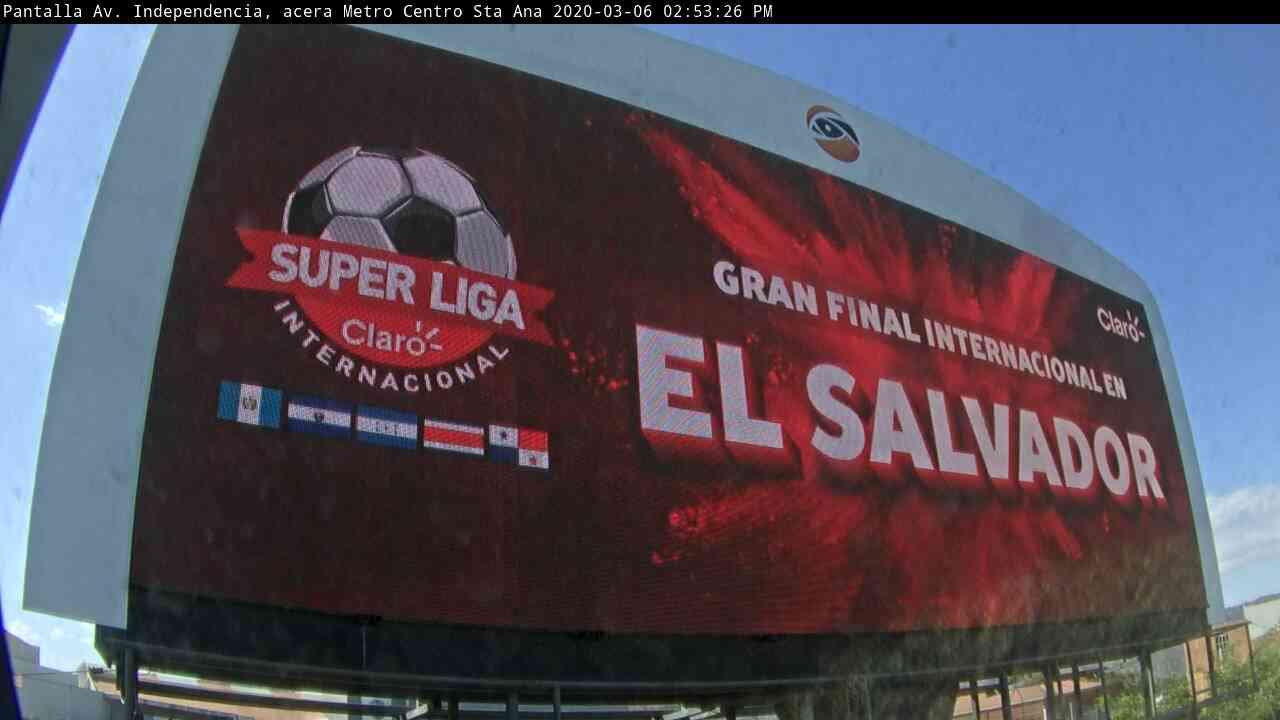 Pantalla Av. Independencia, acera Metro Centro Sta Ana 2020-03-06 02:53:26 PM
SUPER LIGA
Claro
INTERNACIONAL
GRAN FINAL INTERNACIONAL EN
EL SALVADOR
Claro